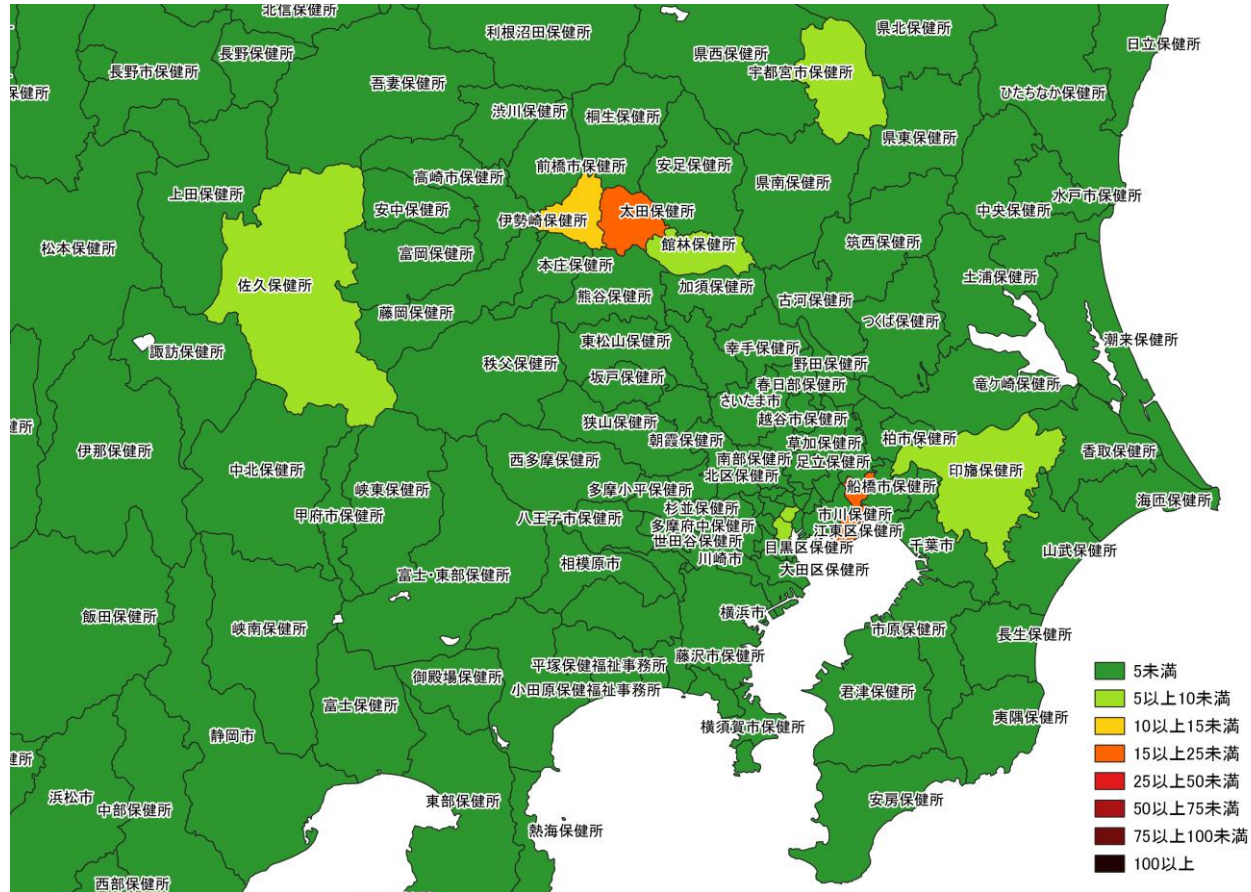 北信保健所
利根沼田保健所
県西保健所
県北保健所
日立保健所
長野保健所
長野市保健所
保健所
吾妻保健所
宇都宮市保健所
ひたちなか保健所
渋川保健所
桐生保健所
県東保健所
前橋市保健所
安足保健所
高崎市保健所
県南保健所
上田保健所
水戸市保健所
安中保健所
太田保健所
中央保健所
伊勢崎保健所
松本保健所
富岡保健所
館林保健所
筑西保健所
本庄保健所
土浦保健所
佐久保健所
加須保健所
熊谷保健所
古河保健所
藤岡保健所
つくば保健所
秩父保健所
東松山保健所
潮来保健所
諏訪保健所
幸手保健所
野田保健所
坂戸保健所
春日部保健所
竜ケ崎保健所
さいたま市
狭山保健所
越谷市保健所
健所
朝霞保健所
草加保健所
柏市保健所
伊那保健所
西多摩保健所
南部保健所
足立保健所
香取保健所
中北保健所
北区保健所
印旛保健所
峡東保健所
多摩小平保健所
船橋市保健所
海匝保健所
杉並保健所
甲府市保健所
八王子市保健所
市川保健所
多摩府中保健所
江東区保健所
世田谷保健所
目黒区保健所
千葉市
山武保健所
富士・東部保健所
相模原市
川崎市
大田区保健所
飯田保健所
横浜市
峡南保健所
市原保健所
長生保健所
藤沢市保健所
平塚保健福祉事務所
御殿場保健所
小田原保健福祉事務所
君津保健所
富士保健所
夷隅保健所
横須賀市保健所
静岡市
健所
浜松市
中部保健所
東部保健所
安房保健所
熱海保健所
西部保健所
5未満
5以上10未満
10以上15未満
15以上25未満
25以上50未満
50以上75未満
75以上100未満
100以上